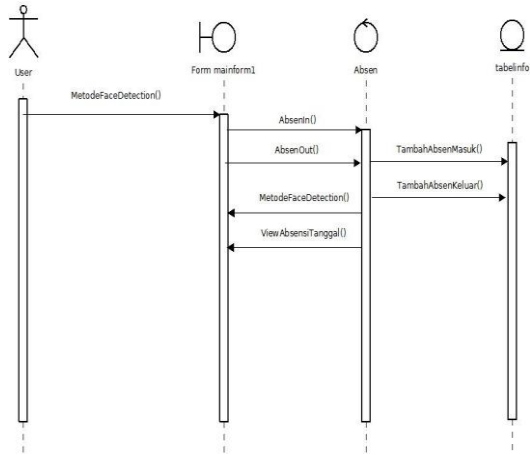 User
Form mainform1
Absen
tabelinfo
MetodeFaceDetection()
AbsenIn()
AbsenOut()
TambahAbsenMasuk()
TambahAbsenKeluar()
MetodeFaceDetection()
ViewAbsensiTanggal()